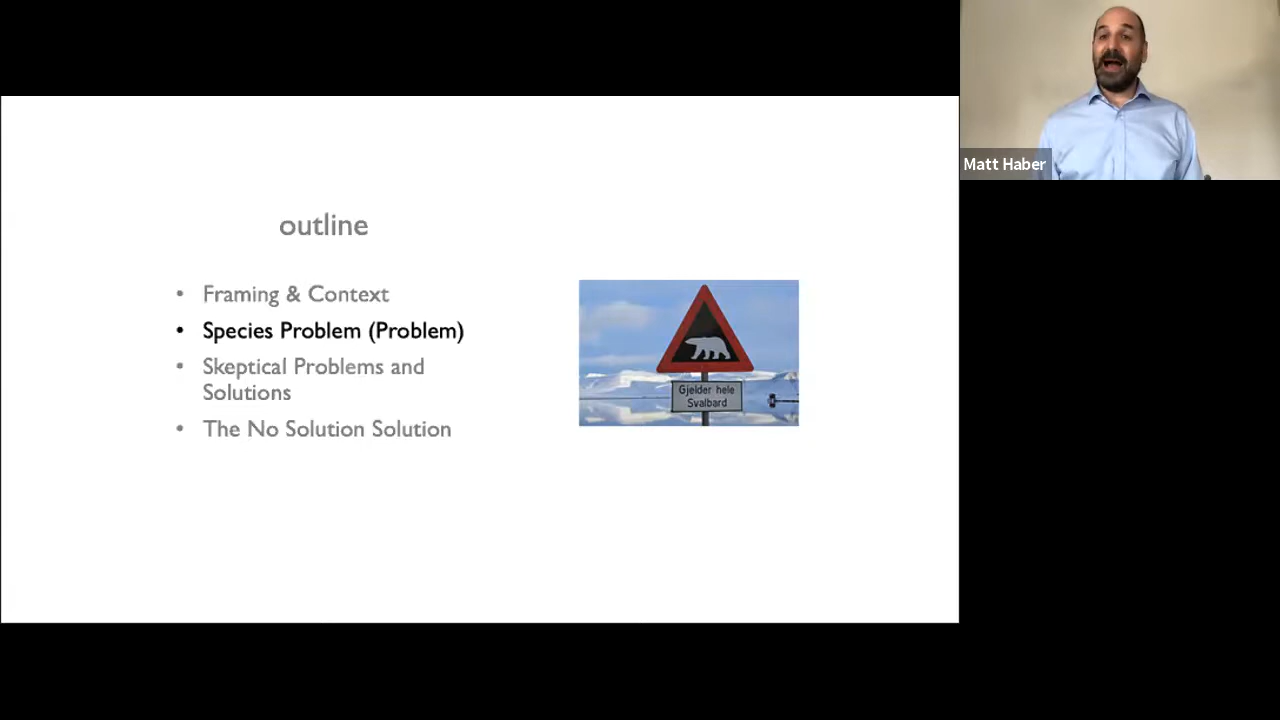 outline
• Framing & Context
• Species Problem (Problem)
• Skeptical Problems and
Solutions
• The No Solution Solution
Gjelder hele
Svalbard
Matt Haber